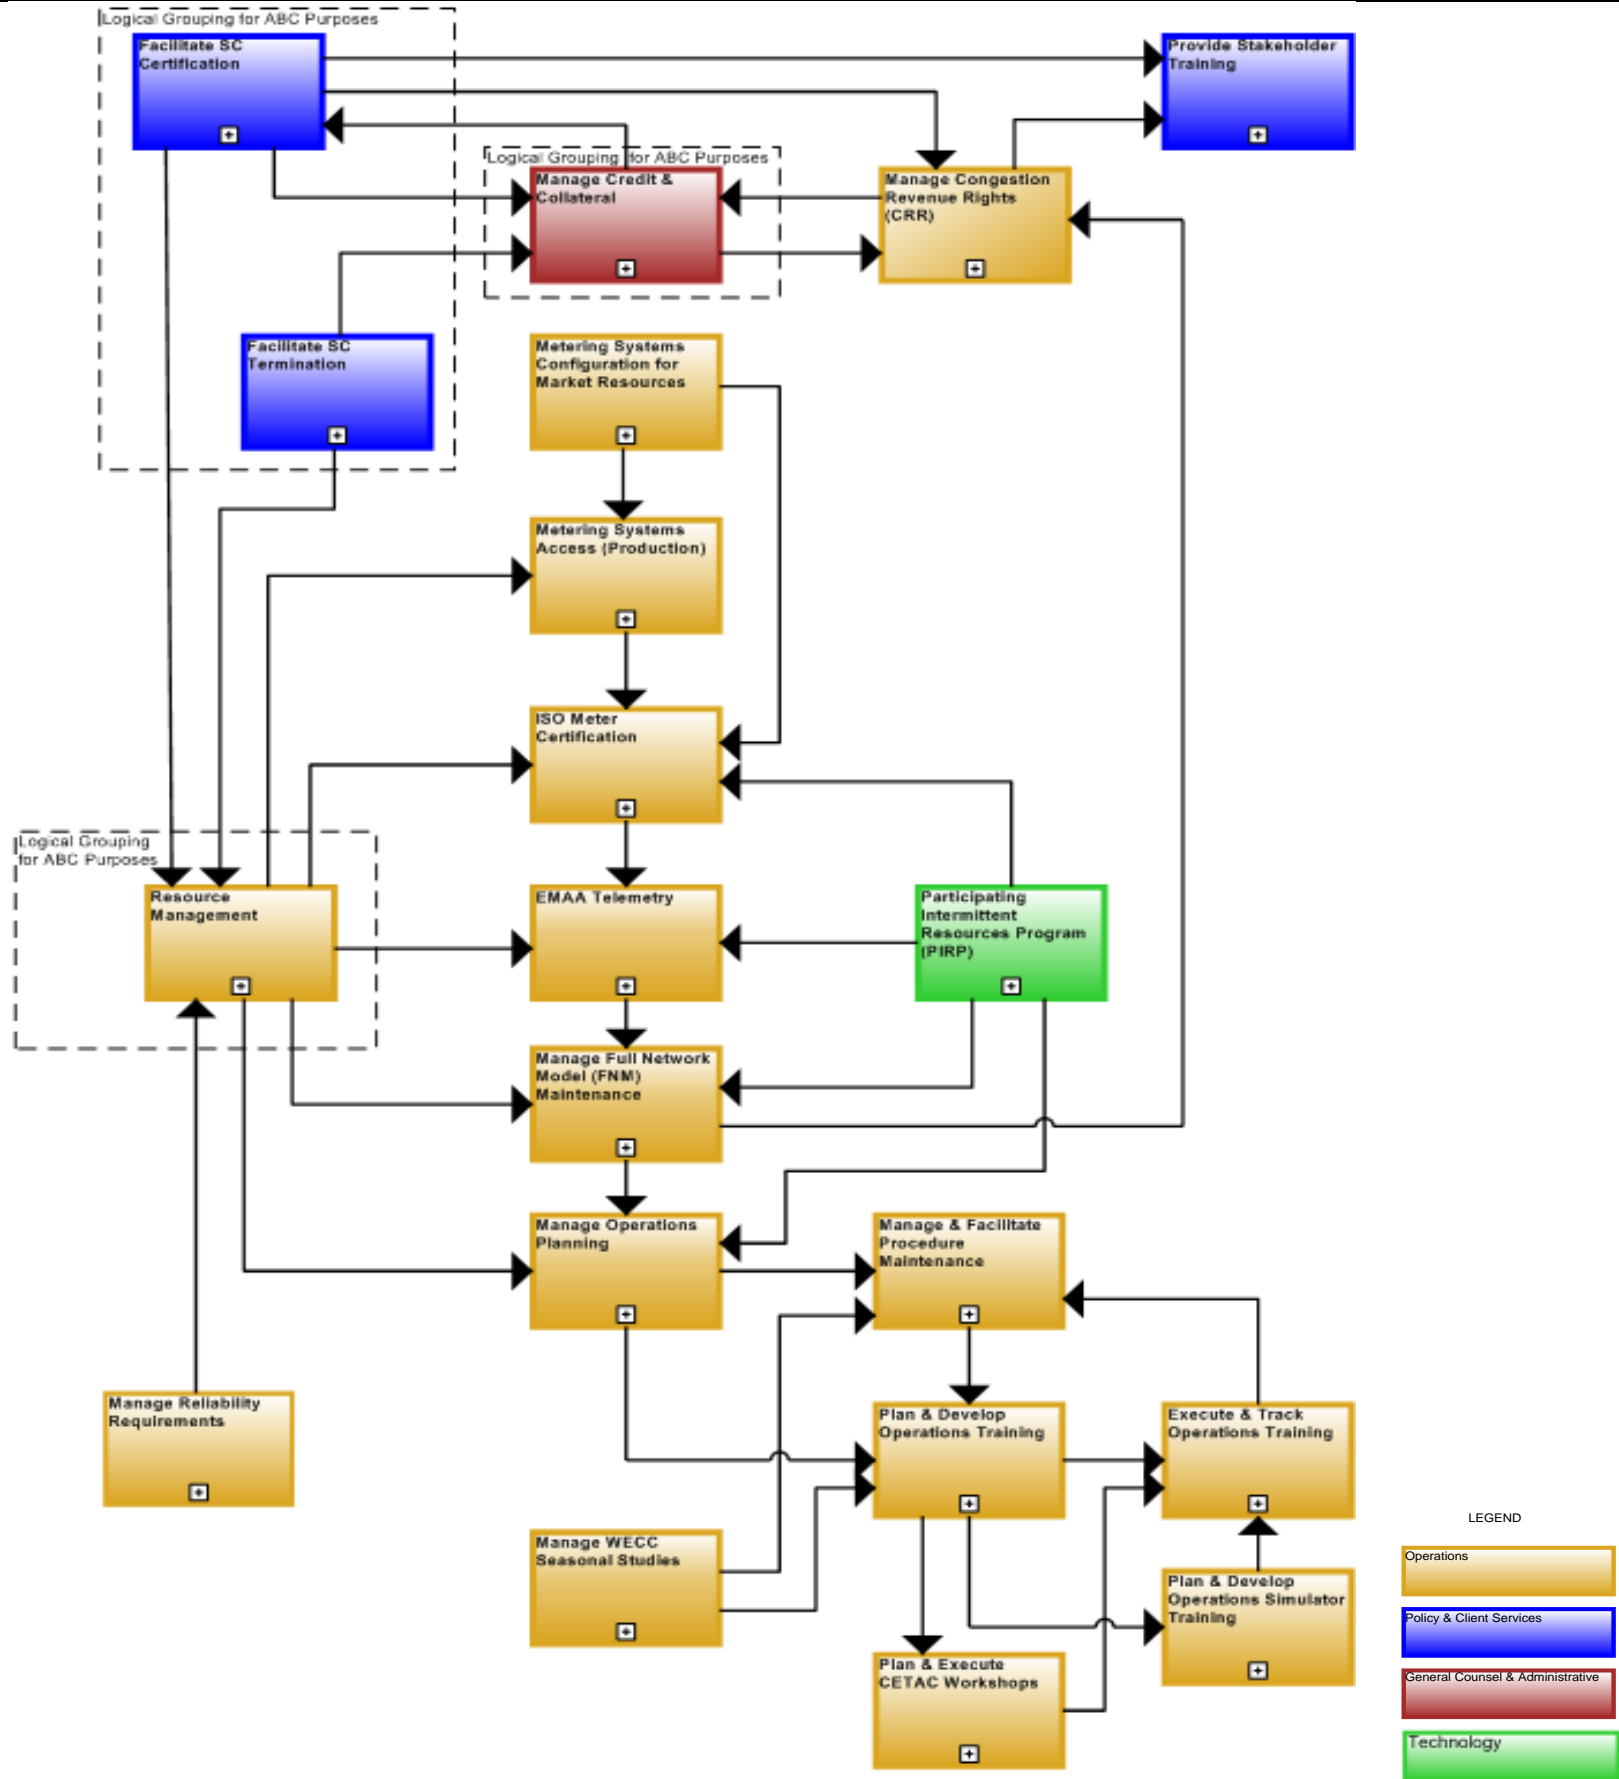 Logical Grouping for ABC Purposes
Facilitate SC
Certification
Provide Stakeholder
Training
Logical Grouping for ABC Purposes
Manage Credit &
Collateral
Manage Congestion
Revenue Rights
(CRR)
Facilitate SC
Termination
Metering Systems
Configuration for
Market Resources
Metering Systems
Access (Production)
ISO Meter
Certification
Logical Grouping
for ABC Purposes
Resource
Management
EMAA Telemetry
Participating
Intermittent
Resources Program
(PIRP)
Manage Full Network
Model (FNM)
Maintenance
Manage Operations
Planning
Manage & Facilitate
Procedure
Maintenance
Manage Reliability
Requirements
Plan & Develop
Operations Training
Execute & Track
Operations Training
Manage WECC
Seasonal Studies
Plan & Develop
Operations Simulator
Training
Plan & Execute
CETAC Workshops
LEGEND
Operations
Policy & Client Services
General Counsel & Administrative
Technology